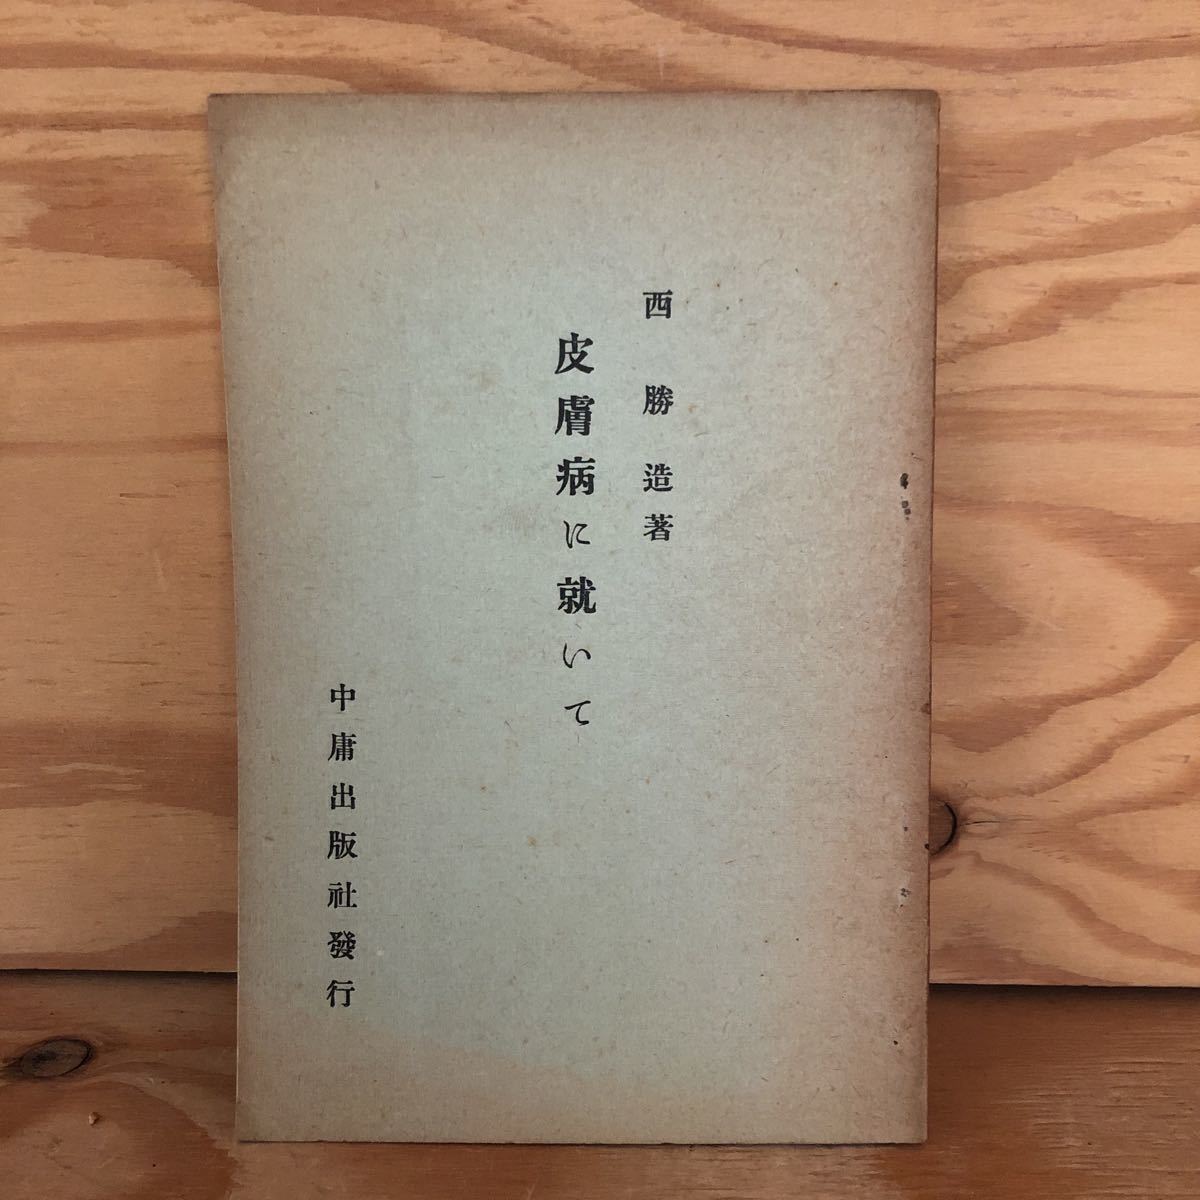 西勝造著
皮膚病に就いて
中庸出版社發行